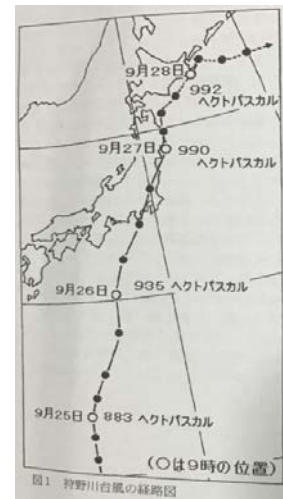 9月28日
992
ヘクトパスカル
9月27日
990
ヘクトパスカル
9月26日
935 ヘクトパスカル
9月25日
883 ヘクトパスカル
(○は9時の位置)
図1 狩野川台風の経路図